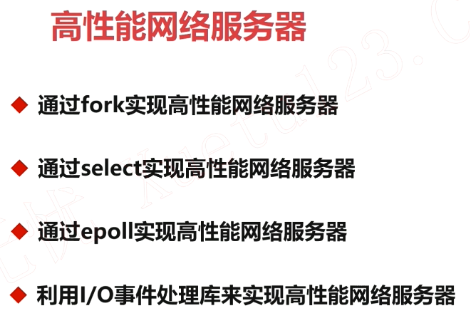 高性能网络服务器
通过fork实现高性能网络服务器
通过select实现高性能网络服务器
通过epoll实现高性能网络服务器
利用I/O事件处理库来实现高性能网络服务器